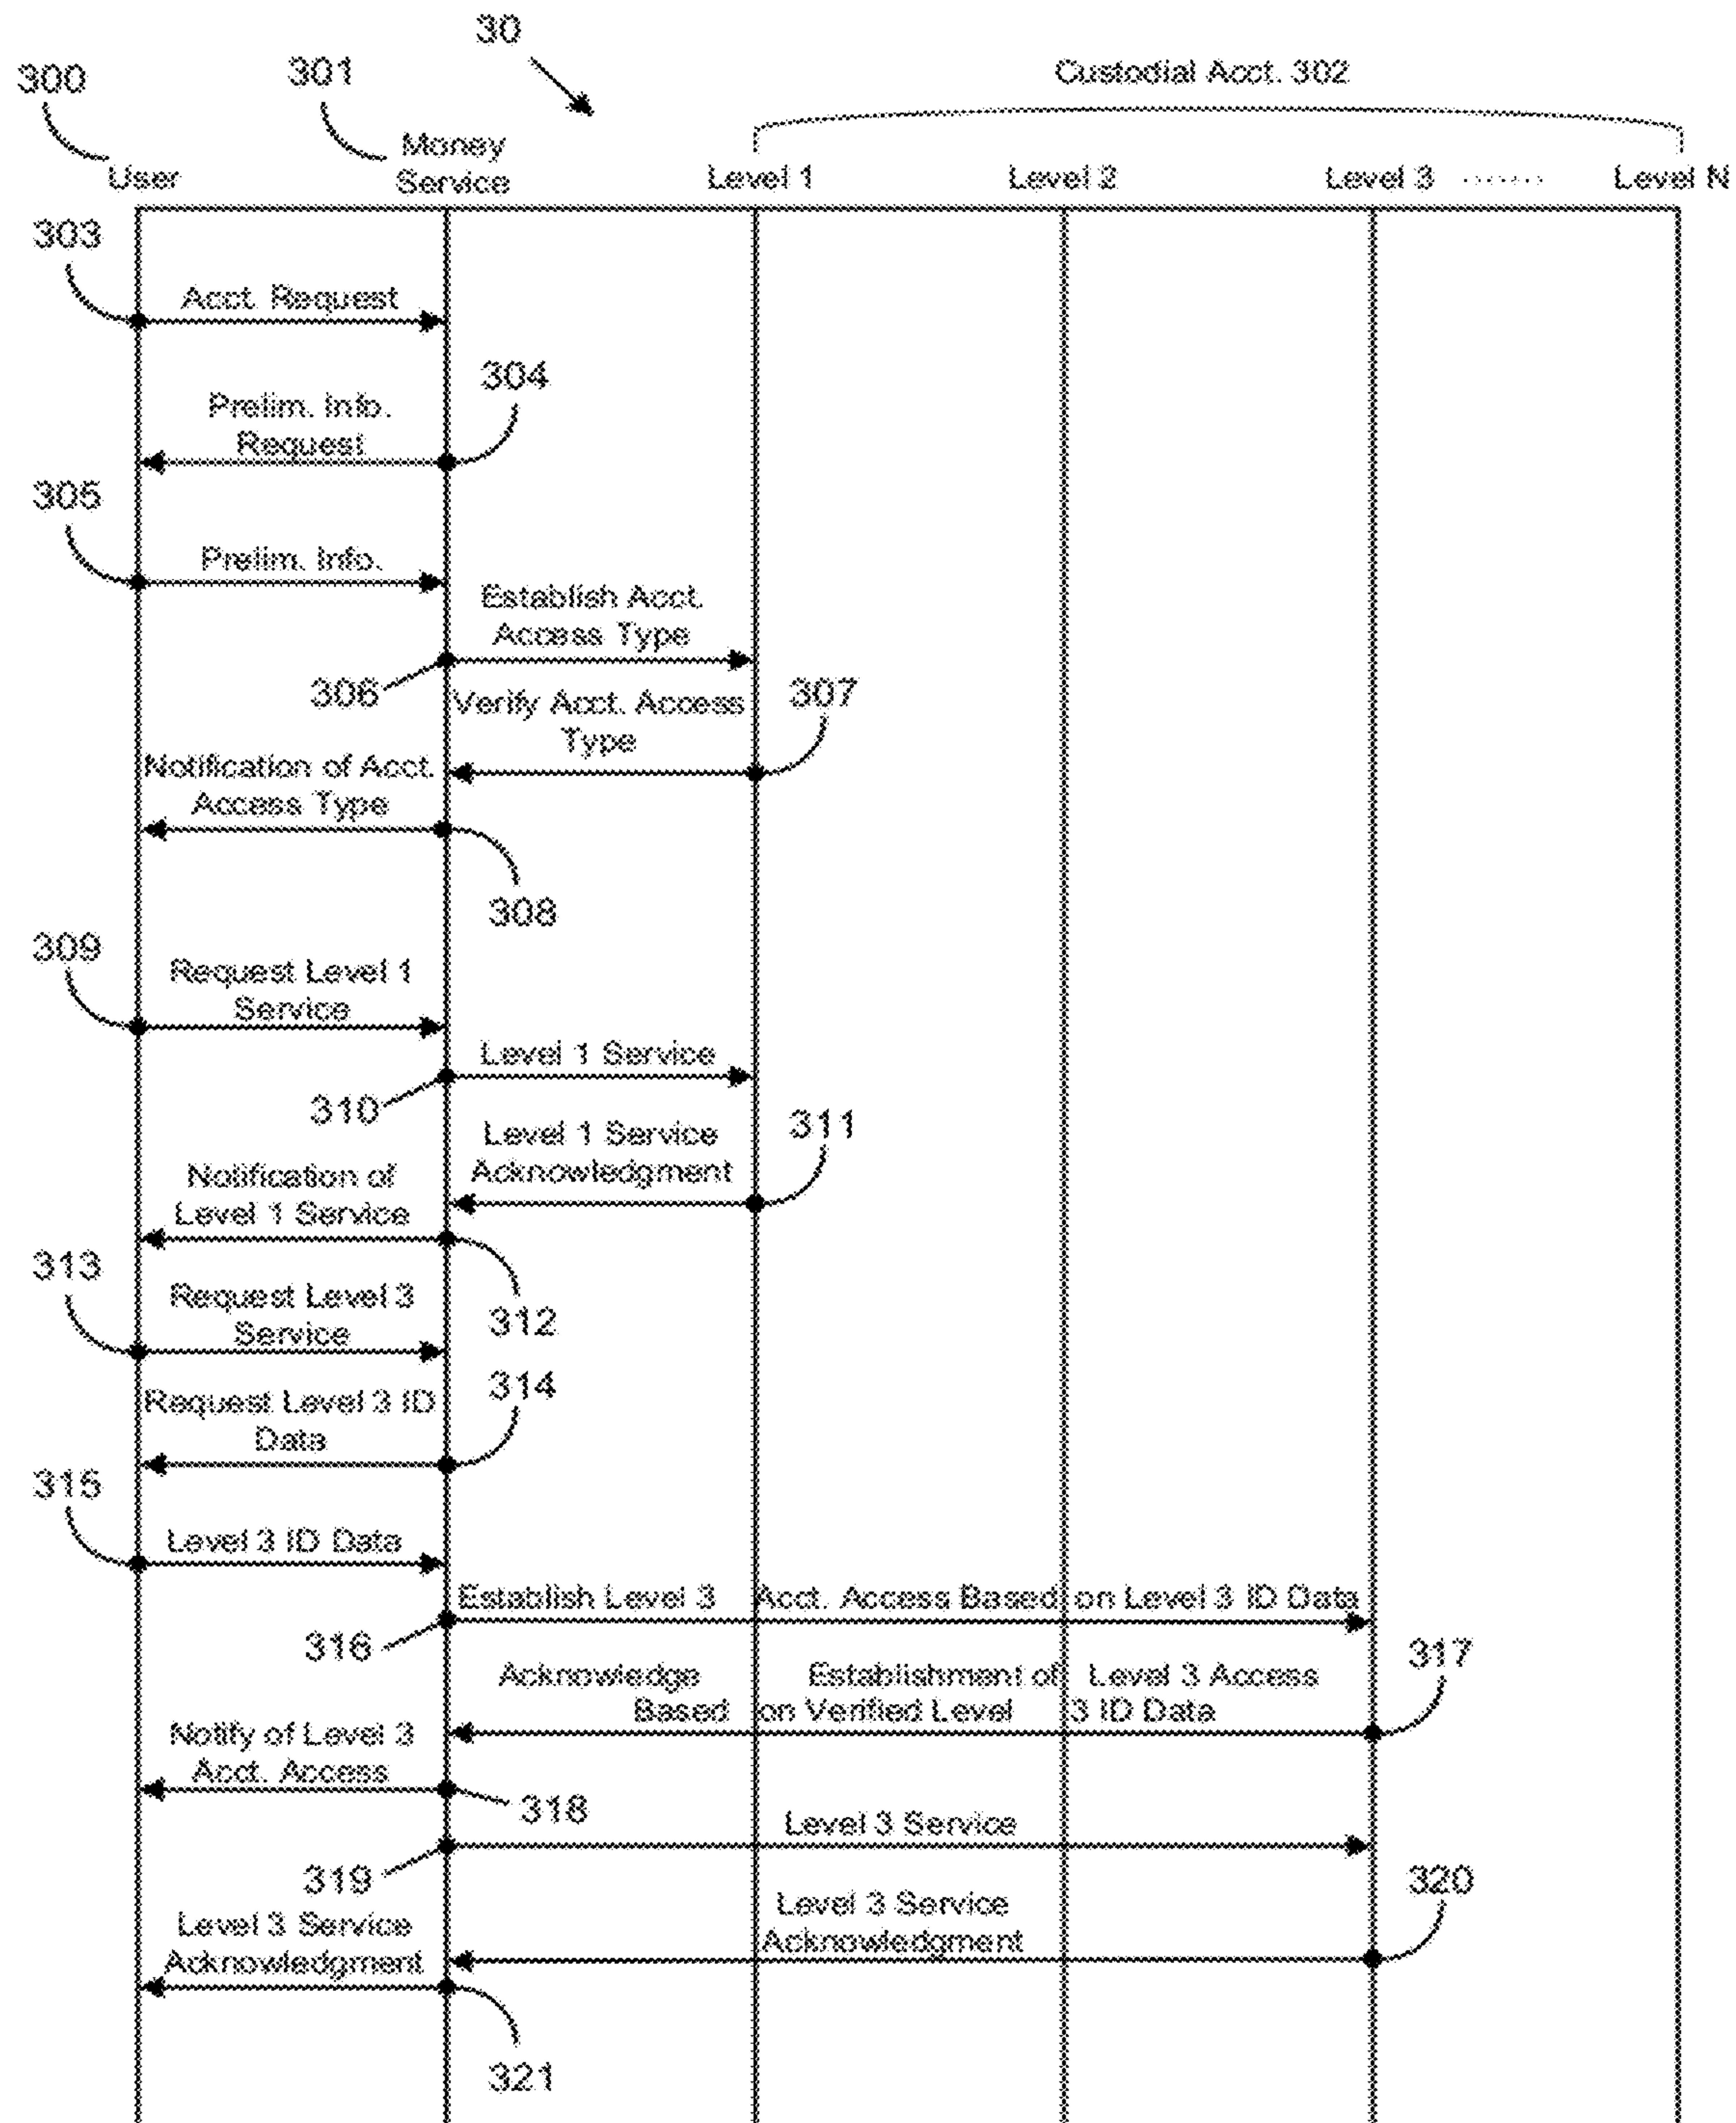 30
300
301
Custodial Acct. 302
User
Money
Service
Level 1
Level 2
Level 3 .......
Level N
303
Acct. Request
304
Prelim. Info.
Request
305
Prelim. Info.
Establish Acct.
Access Type
306
Verify Acct. Access
Type
307
Notification of Acct.
Access Type
308
309
Request Level 1
Service
Level 1 Service
310
Level 1 Service
Acknowledgment
311
Notification of
Level 1 Service
312
313
Request Level 3
Service
314
Request Level 3 ID
Data
315
Level 3 ID Data
Establish Level 3 Acct. Access Based on Level 3 ID Data
316
Acknowledge Establishment of Level 3 Access
Based on Verified Level 3 ID Data
317
Notify of Level 3
Acct. Access
318
Level 3 Service
319
Level 3 Service
Acknowledgment
320
Level 3 Service
Acknowledgment
321